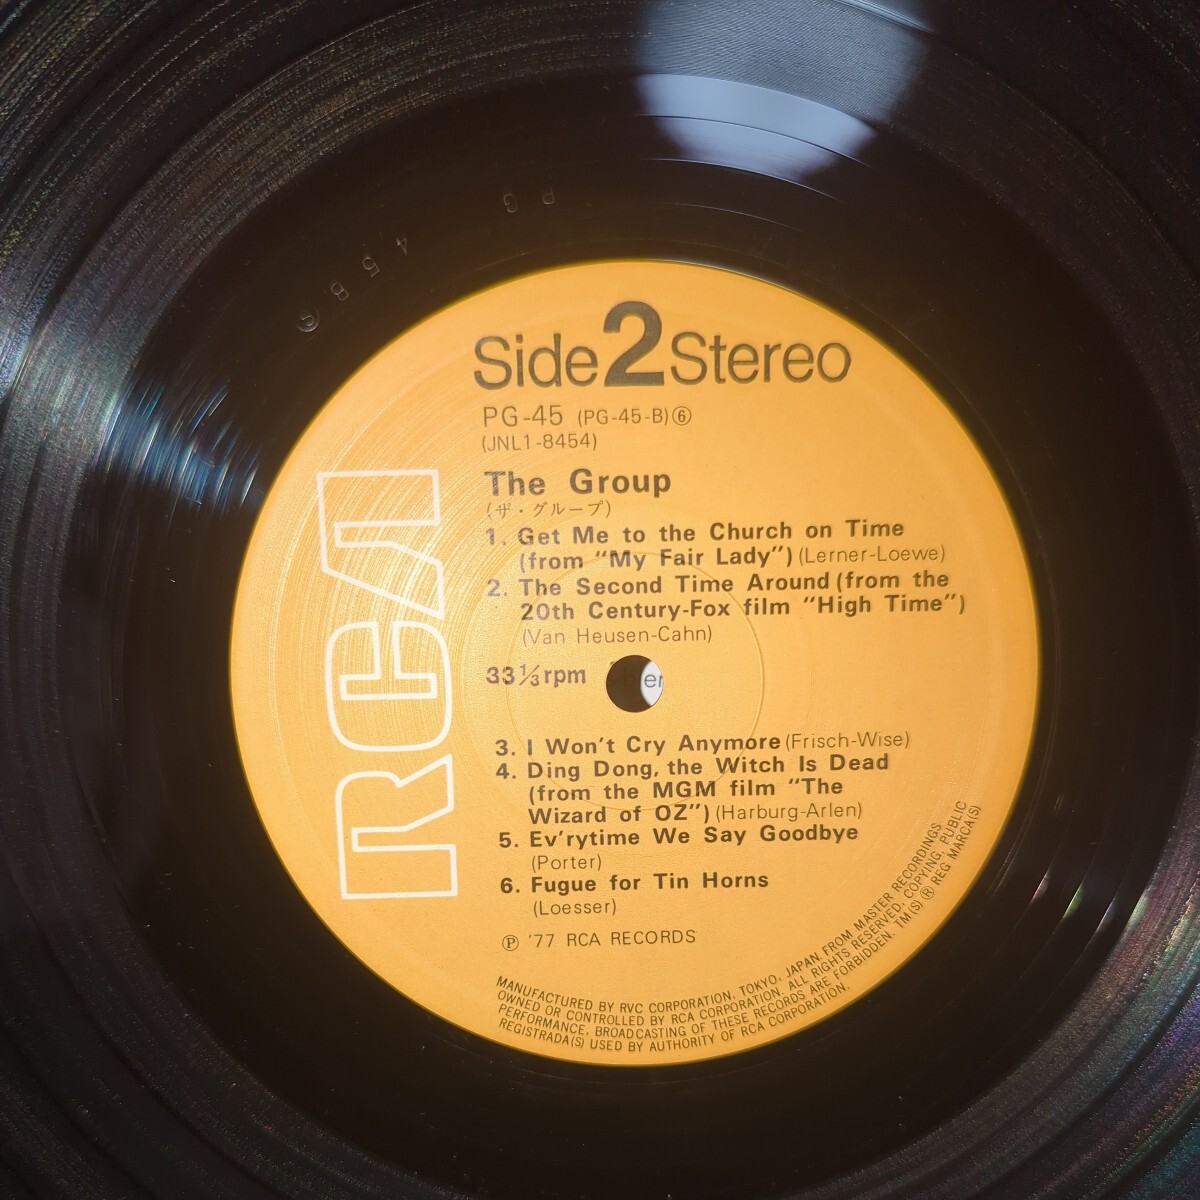 PG
45BR
Side 2 Stereo
PG-45 (PG-45-B)⑥
(JNL1-8454)
The Group
(ザ・グループ)
1. Get Me to the Church on Time
(from "My Fair Lady") (Lerner-Loewe)
2. The Second Time Around (from the
20th Century-Fox film "High Time")
(Van Heusen-Cahn)
33⅓rpm
3. I Won't Cry Anymore (Frisch-Wise)
4. Ding Dong, the Witch Is Dead
(from the MGM film "The
Wizard of OZ") (Harburg-Arlen)
5. Ev'rytime We Say Goodbye
(Porter)
6. Fugue for Tin Horns
(Loesser)
℗ '77 RCA RECORDS
RCA
MANUFACTURED BY RVC CORPORATION, TOKYO, JAPAN, FROM MASTER RECORDINGS
OWNED OR CONTROLLED BY RCA CORPORATION. ALL RIGHTS RESERVED. COPYING, PUBLIC
PERFORMANCE, BROADCASTING OF THESE RECORDS ARE FORBIDDEN. TM(S) ® REG MARCA(S)
REGISTRADA(S) USED BY AUTHORITY OF RCA CORPORATION.